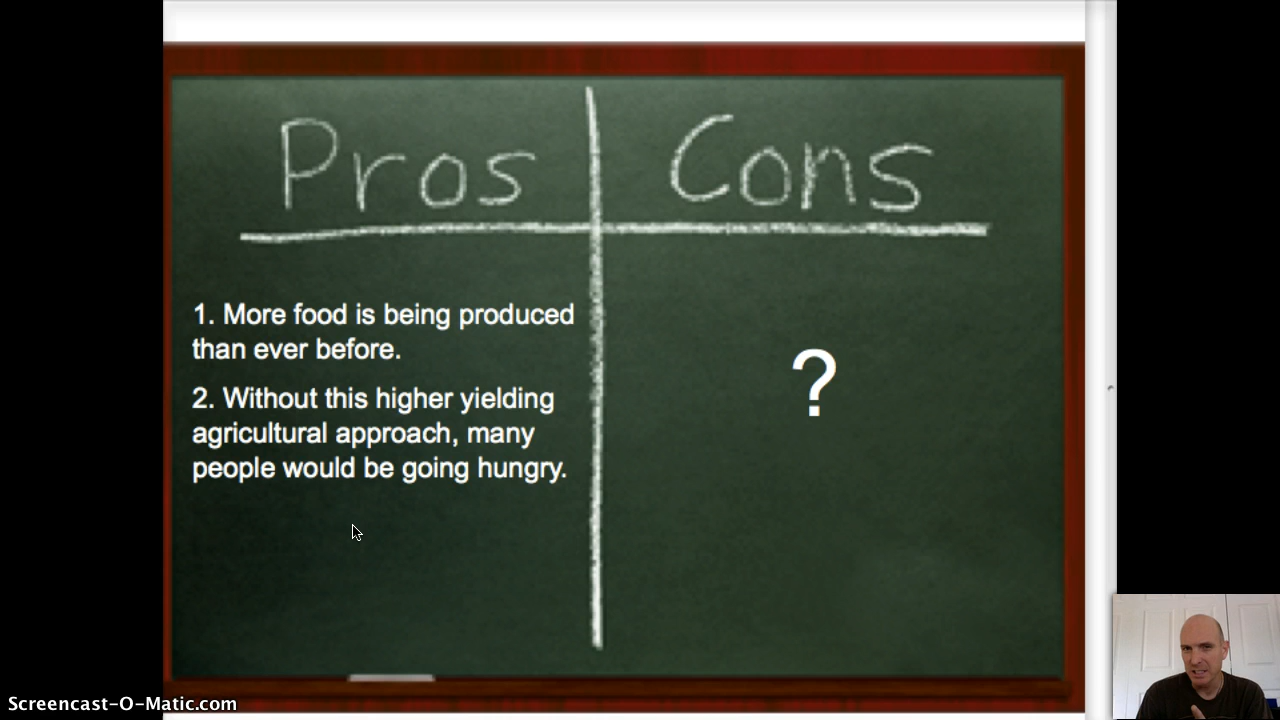 Pros
Cons
1. More food is being produced
than ever before.
2. Without this higher yielding
agricultural approach, many
people would be going hungry.
?
Screencast-O-Matic.com